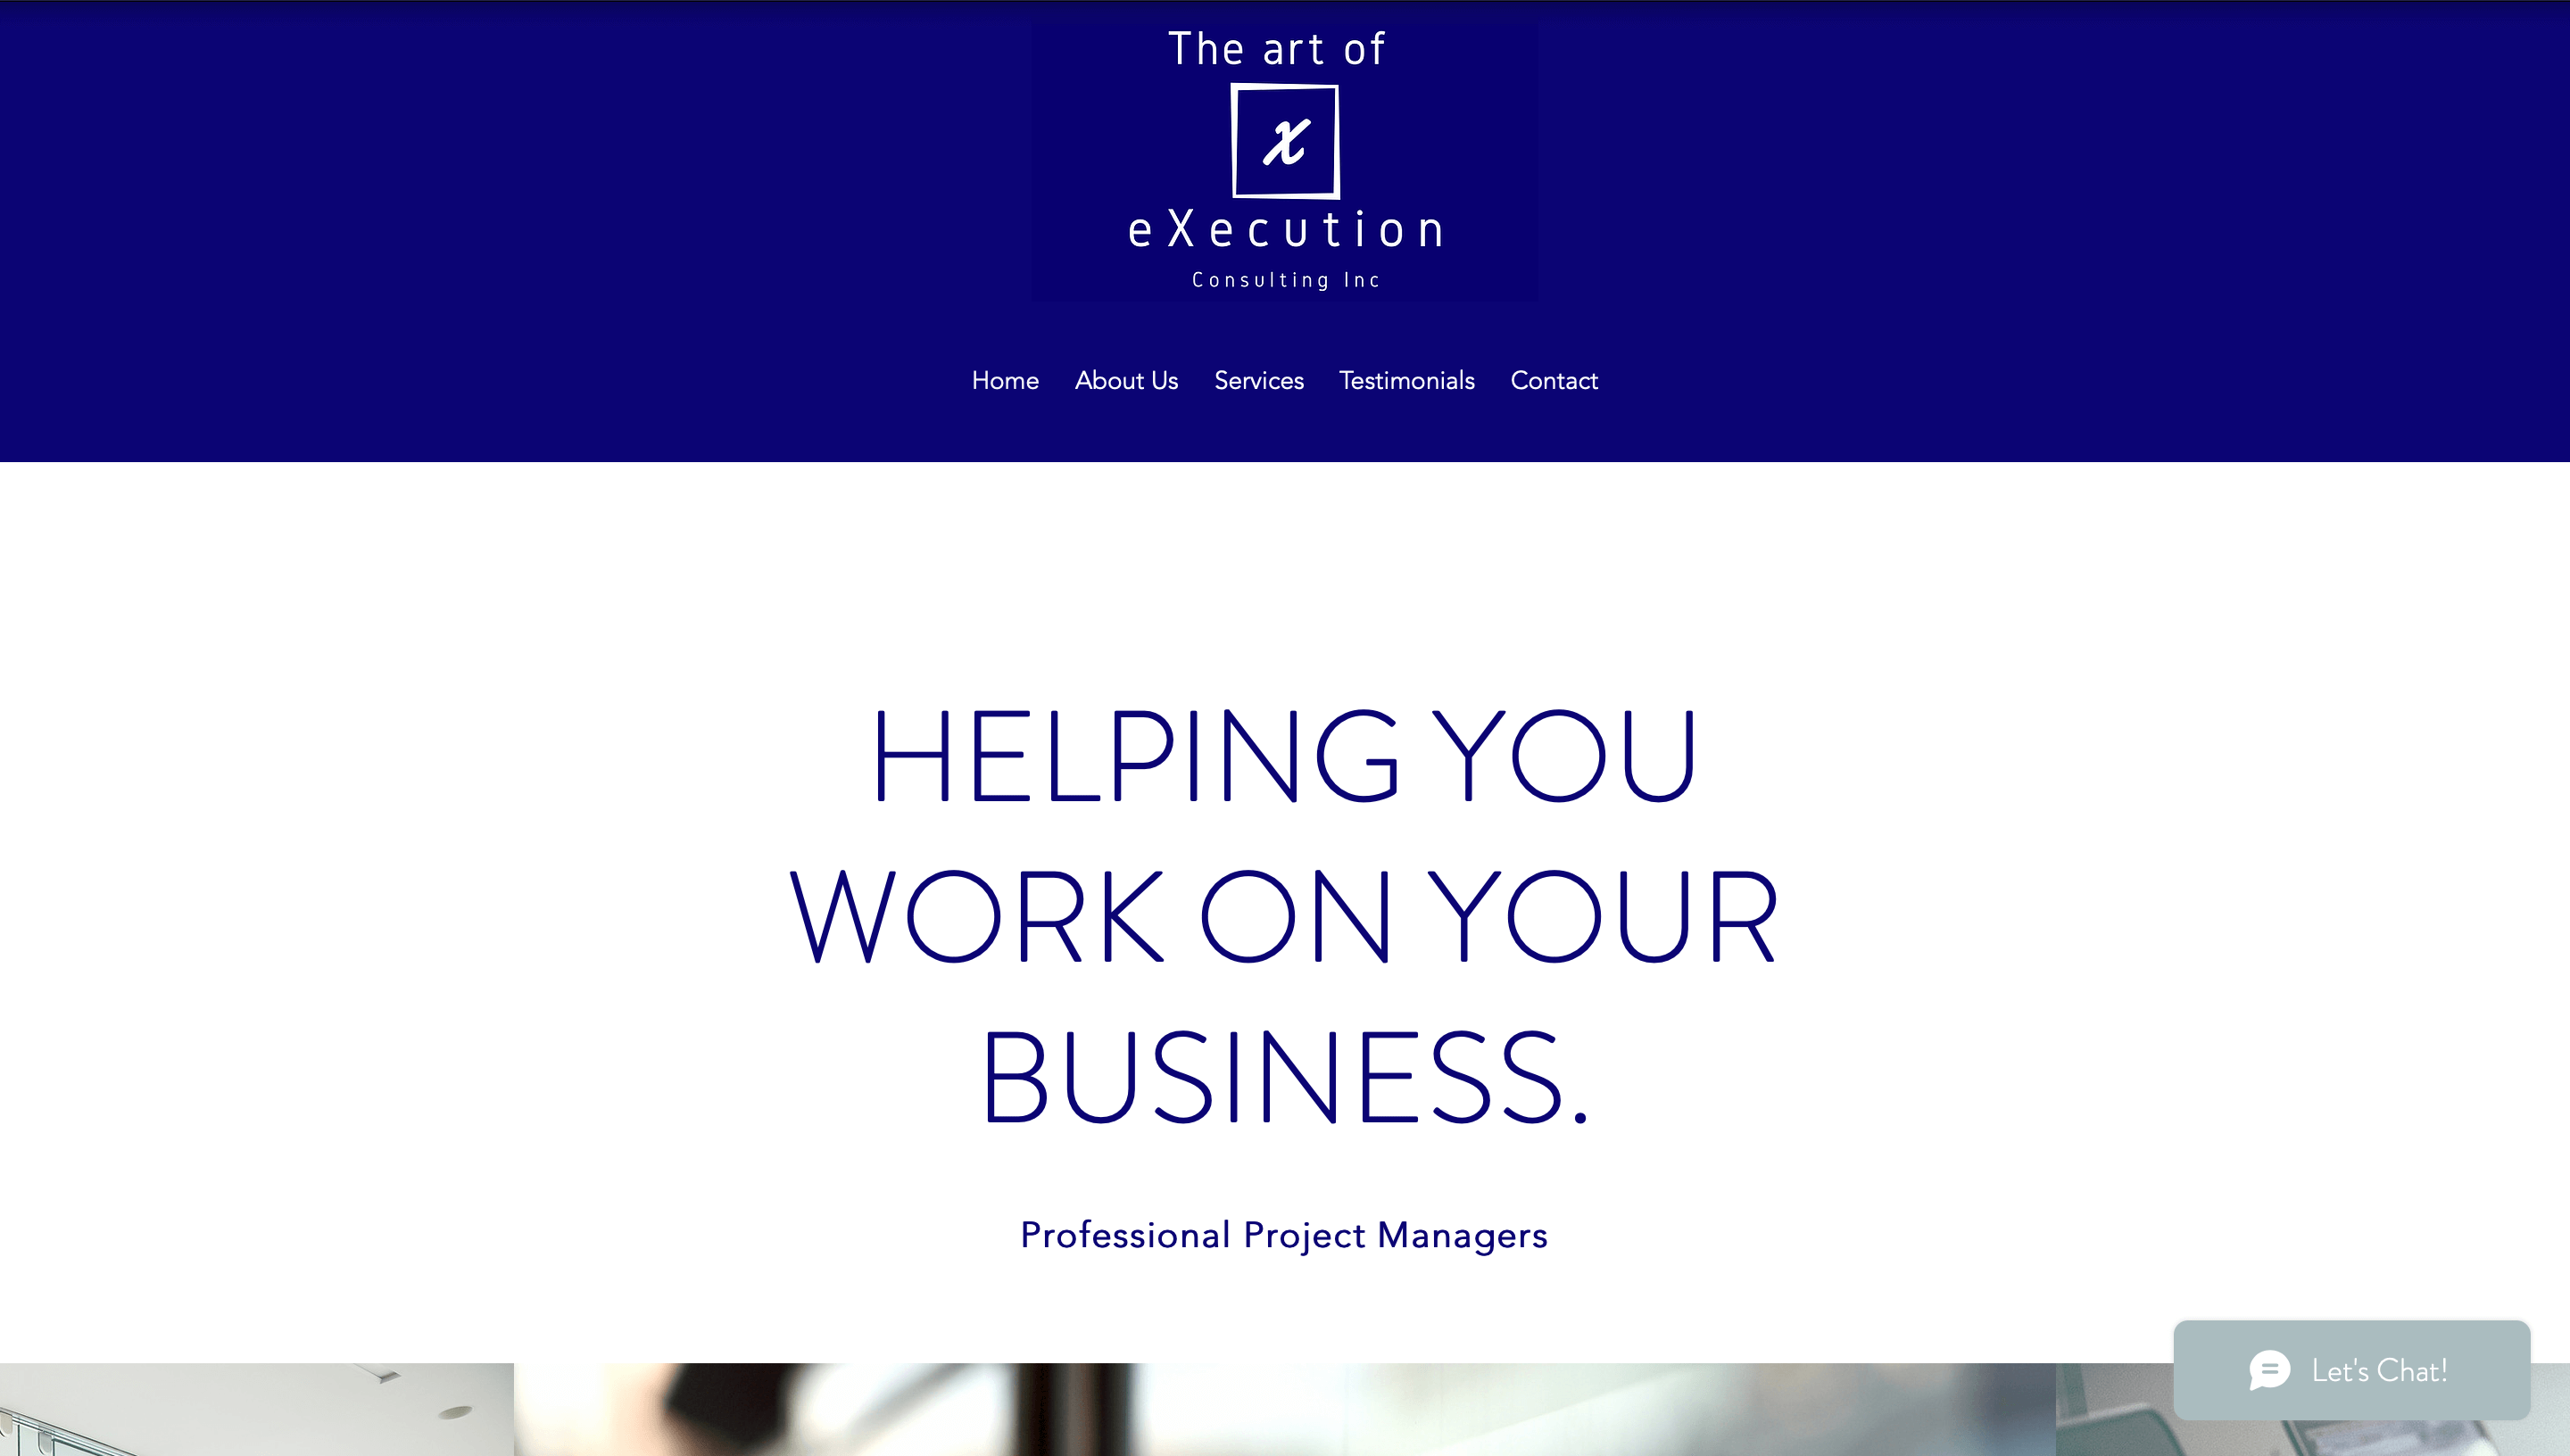 The art of
x
eXecution
Consulting Inc
Home About Us Services Testimonials Contact
HELPING YOU
WORK ON YOUR
BUSINESS.
Professional Project Managers
Let's Chat!